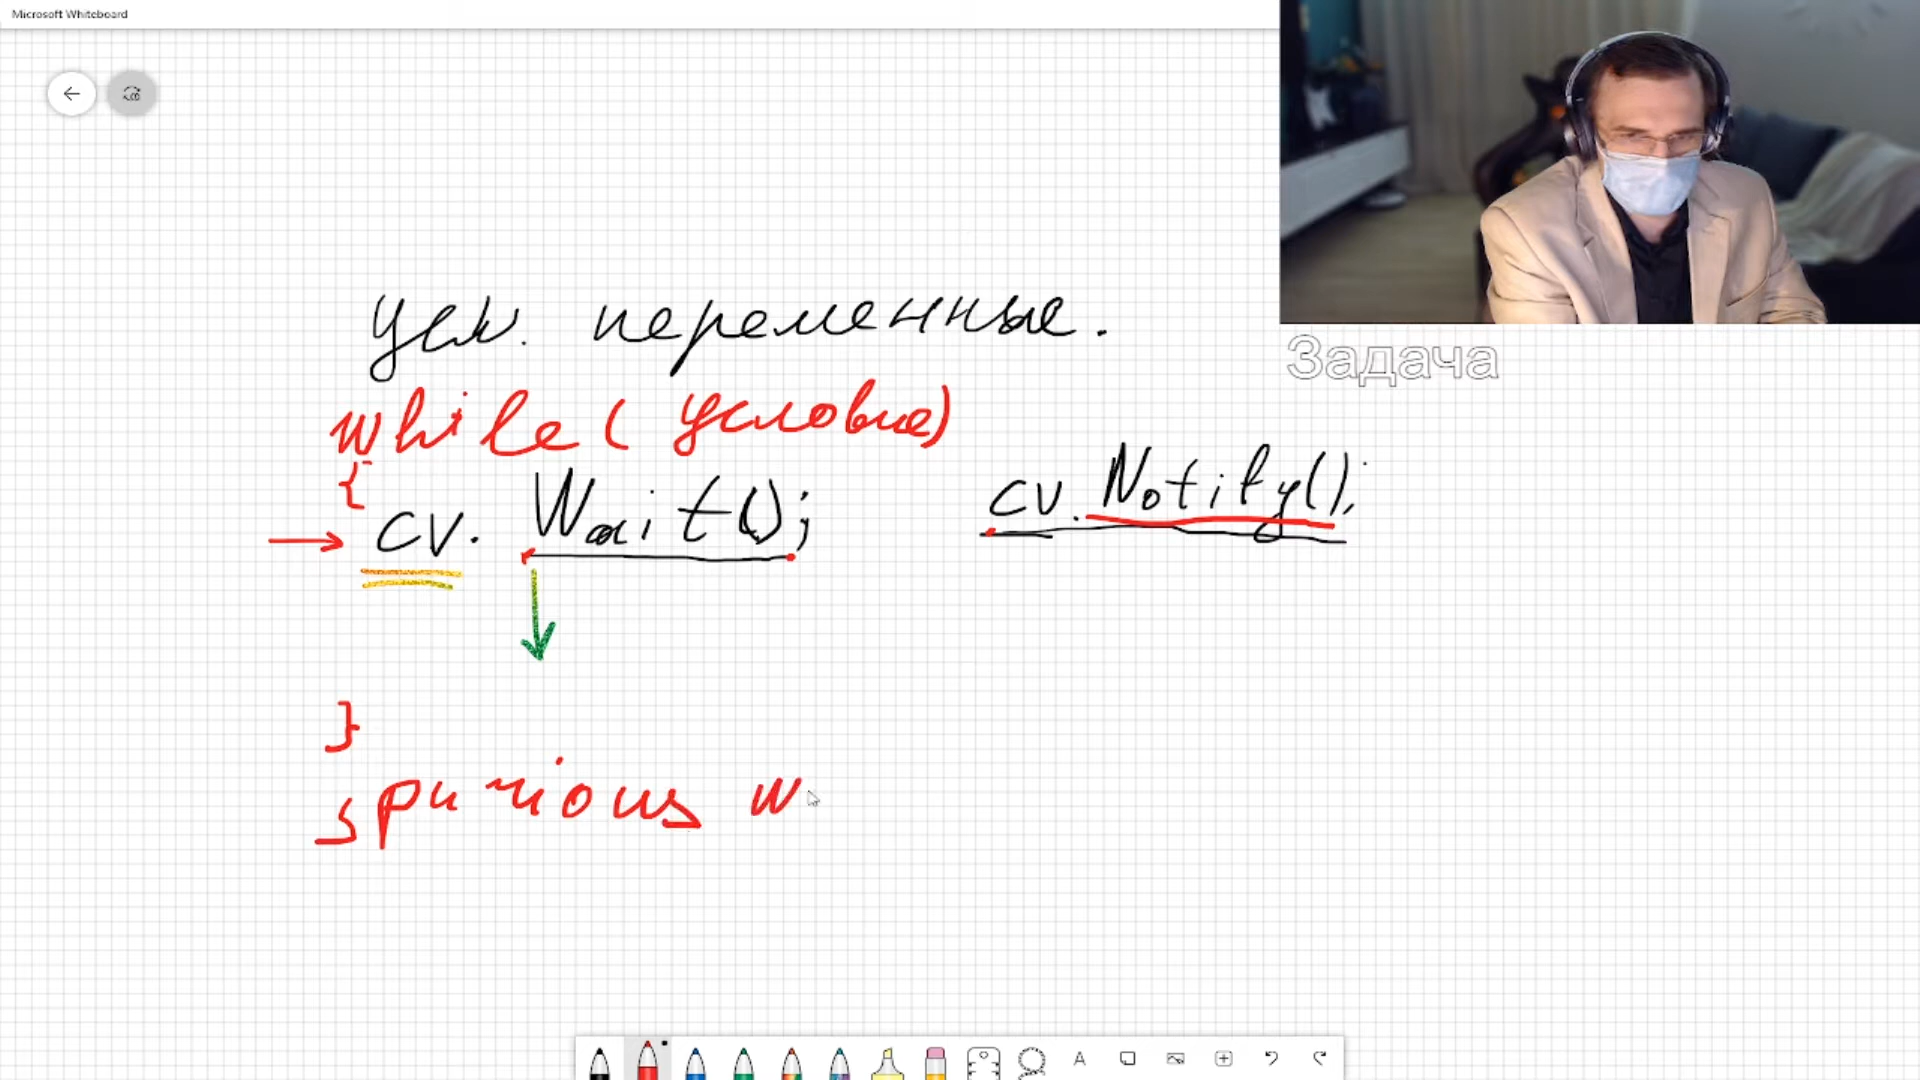 Microsoft Whiteboard
Задача
усл. переменные.
while( условие)
{
cv. Wait();
cv. Notify();
}
spurious w
A